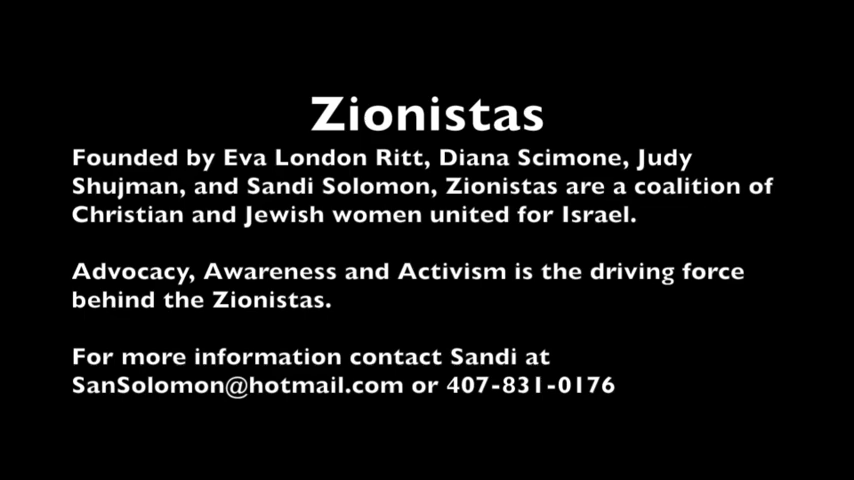 Zionistas
Founded by Eva London Ritt, Diana Scimone, Judy
Shujman, and Sandi Solomon, Zionistas are a coalition of
Christian and Jewish women united for Israel.
Advocacy, Awareness and Activism is the driving force
behind the Zionistas.
For more information contact Sandi at
SanSolomon@hotmail.com or 407-831-0176